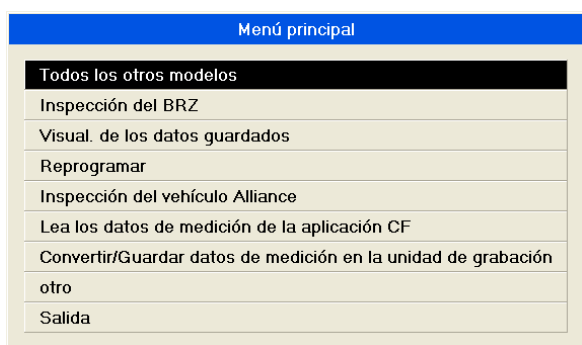 Menú principal
Todos los otros modelos
Inspección del BRZ
Visual. de los datos guardados
Reprogramar
Inspección del vehículo Alliance
Lea los datos de medición de la aplicación CF
Convertir/Guardar datos de medición en la unidad de grabación
otro
Salida